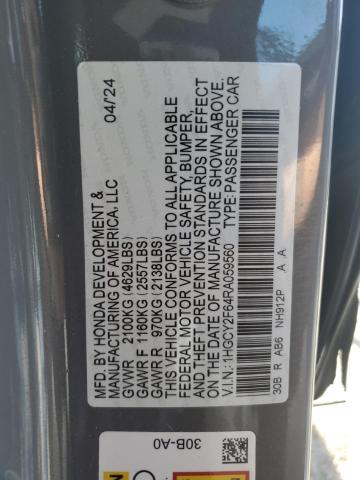 MFD. BY HONDA DEVELOPMENT & 04/24
MANUFACTURING OF AMERICA, LLC
GVWR 2100KG (4629LBS)
GAWR F 1160KG (2557LBS)
GAWR R 970KG (2138LBS)
THIS VEHICLE CONFORMS TO ALL APPLICABLE
FEDERAL MOTOR VEHICLE SAFETY, BUMPER,
AND THEFT PREVENTION STANDARDS IN EFFECT
ON THE DATE OF MANUFACTURE SHOWN ABOVE.
V.I.N.: 1HGCY2F64RA059560 TYPE: PASSENGER CAR
30B R AB6 NH912P A A
30B-A0